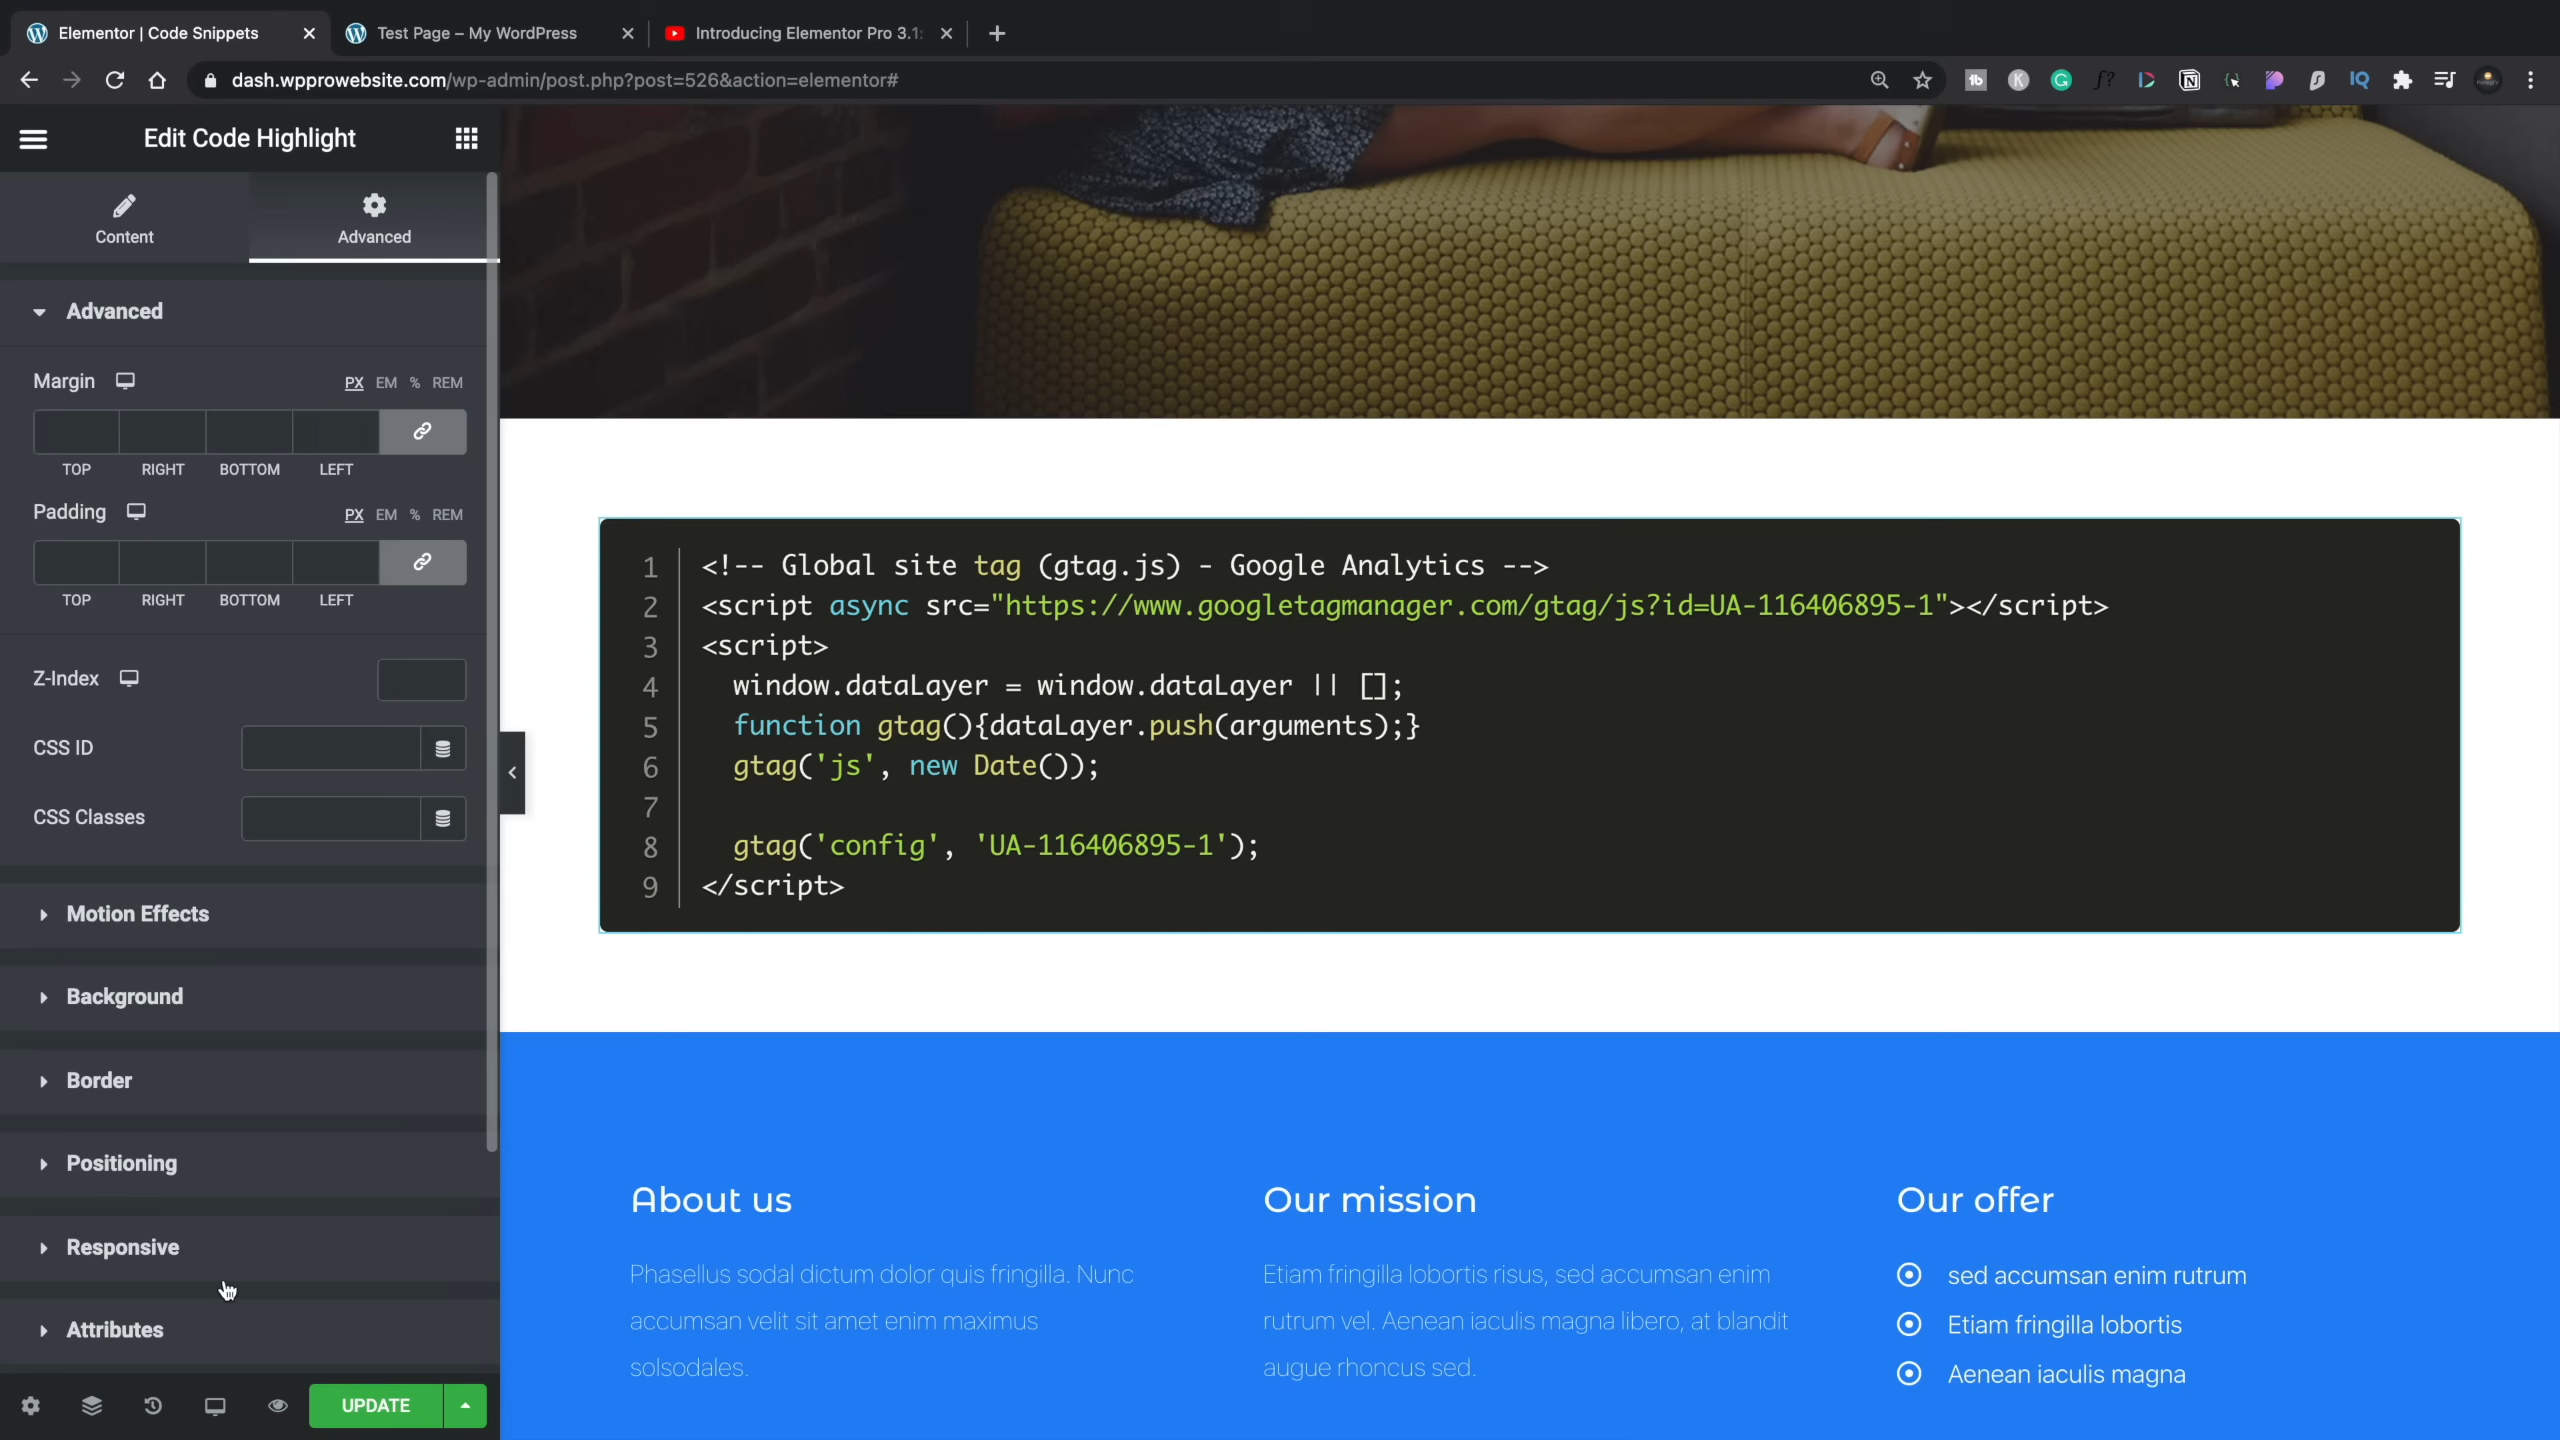 Elementor | Code Snippets
Test Page – My WordPress
Introducing Elementor Pro 3.1:
dash.wpprowebsite.com/wp-admin/post.php?post=526&action=elementor#
Edit Code Highlight
Content
Advanced
Advanced
Margin
PX EM % REM
TOP RIGHT BOTTOM LEFT
Padding
PX EM % REM
TOP RIGHT BOTTOM LEFT
Z-Index
CSS ID
CSS Classes
Motion Effects
Background
Border
Positioning
Responsive
Attributes
UPDATE
1 <!-- Global site tag (gtag.js) - Google Analytics -->
2 <script async src="https://www.googletagmanager.com/gtag/js?id=UA-116406895-1"></script>
3 <script>
4 window.dataLayer = window.dataLayer || [];
5 function gtag(){dataLayer.push(arguments);}
6 gtag('js', new Date());
7
8 gtag('config', 'UA-116406895-1');
9 </script>
About us
Phasellus sodal dictum dolor quis fringilla. Nunc
accumsan velit sit amet enim maximus
solsodales.
Our mission
Etiam fringilla lobortis risus, sed accumsan enim
rutrum vel. Aenean iaculis magna libero, at blandit
augue rhoncus sed.
Our offer
sed accumsan enim rutrum
Etiam fringilla lobortis
Aenean iaculis magna